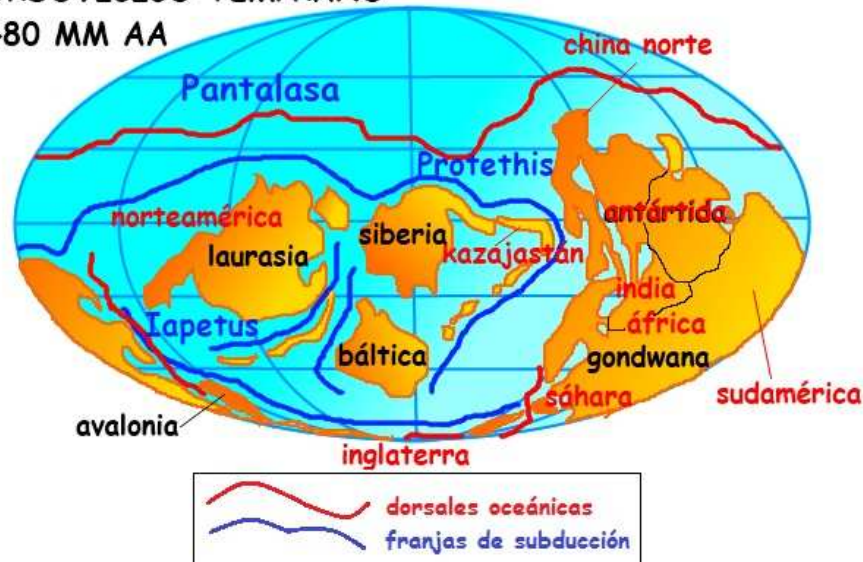 80 MM AA
china norte
Pantalasa
Protethis
norteamérica
antártida
siberia
laurasia
kazajastán
india
Iapetus
áfrica
báltica
gondwana
sáhara
sudamérica
avalonia
inglaterra
dorsales oceánicas
franjas de subducción